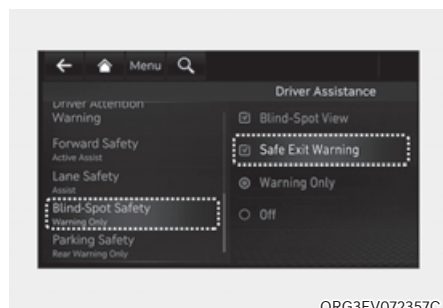 Menu
Driver Assistance
Driver Attention
Warning
Forward Safety
Active Assist
Lane Safety
Assist
Blind-Spot Safety
Warning Only
Parking Safety
Rear Warning Only
Blind-Spot View
Safe Exit Warning
Warning Only
Off
ORG3EV072357C